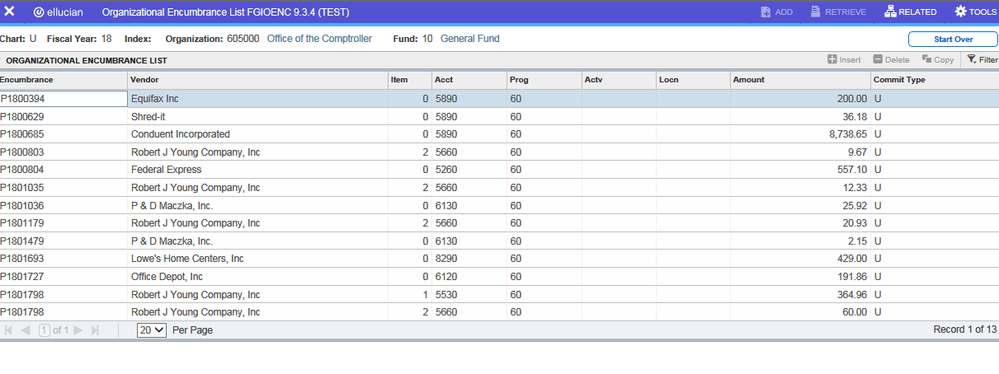 ellucian Organizational Encumbrance List FGIOENC 9.3.4 (TEST) ADD RETRIEVE RELATED TOOLS
Chart: U Fiscal Year: 18 Index: Organization: 605000 Office of the Comptroller Fund: 10 General Fund Start Over
ORGANIZATIONAL ENCUMBRANCE LIST Insert Delete Copy Filter
Encumbrance Vendor Item Acct Prog Actv Locn Amount Commit Type
P1800394 Equifax Inc 0 5890 60 200.00 U
P1800629 Shred-it 0 5890 60 36.18 U
P1800685 Conduent Incorporated 0 5890 60 8,738.65 U
P1800803 Robert J Young Company, Inc 2 5660 60 9.67 U
P1800804 Federal Express 0 5260 60 557.10 U
P1801035 Robert J Young Company, Inc 2 5660 60 12.33 U
P1801036 P & D Maczka, Inc. 0 6130 60 25.92 U
P1801179 Robert J Young Company, Inc 2 5660 60 20.93 U
P1801479 P & D Maczka, Inc. 0 6130 60 2.15 U
P1801693 Lowe's Home Centers, Inc 0 8290 60 429.00 U
P1801727 Office Depot, Inc 0 6120 60 191.86 U
P1801798 Robert J Young Company, Inc 1 5530 60 364.96 U
P1801798 Robert J Young Company, Inc 2 5660 60 60.00 U
1 of 1 20 Per Page Record 1 of 13